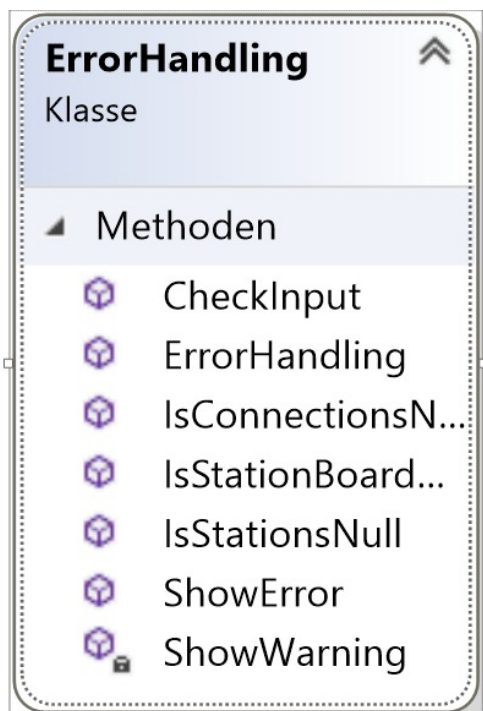 ErrorHandling
Klasse
Methoden
CheckInput
ErrorHandling
IsConnectionsN...
IsStationBoard...
IsStationsNull
ShowError
ShowWarning